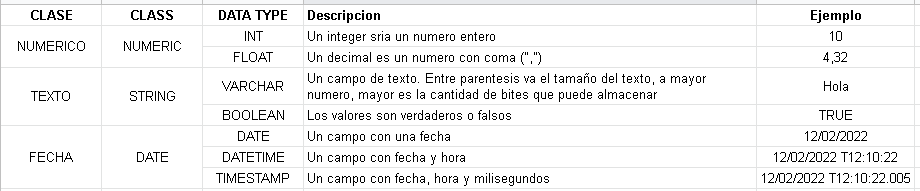 CLASE CLASS DATA TYPE Descripcion Ejemplo
NUMERICO NUMERIC INT Un integer sria un numero entero 10
FLOAT Un decimal es un numero con coma (",") 4,32
TEXTO STRING VARCHAR Un campo de texto. Entre parentesis va el tamaño del texto, a mayor
numero, mayor es la cantidad de bites que puede almacenar Hola
BOOLEAN Los valores son verdaderos o falsos TRUE
FECHA DATE DATE Un campo con una fecha 12/02/2022
DATETIME Un campo con fecha y hora 12/02/2022 T12:10:22
TIMESTAMP Un campo con fecha, hora y milisegundos 12/02/2022 T12:10:22.005